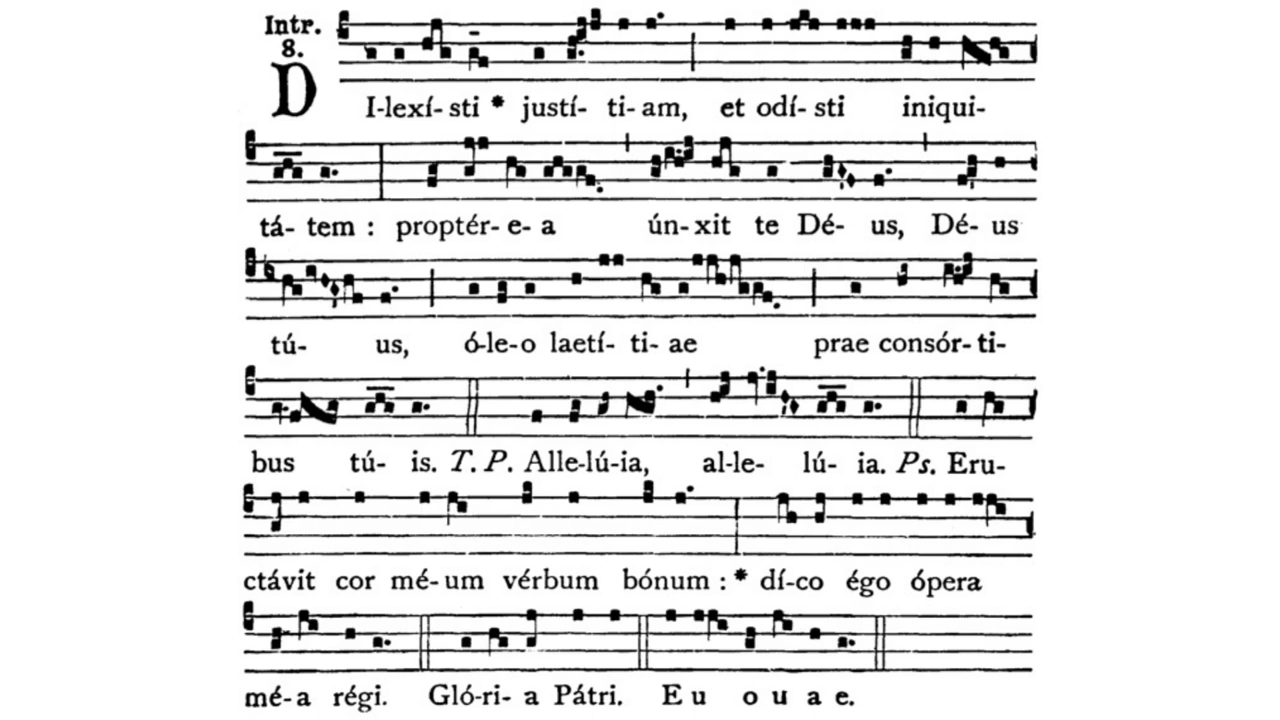 Intr.
8.
D
I-lexí- sti * justí- ti- am, et odí- sti iniqui-
tá- tem : proptér- e- a ún- xit te Dé- us, Dé- us
tú- us, ó-le-o laetí- ti- ae prae consór- ti-
bus tú- is. T. P. Alle-lú-ia, al-le- lú- ia. Ps. Eru-
ctávit cor mé- um vérbum bónum : * dí-co égo ópera
mé-a régi. Gló-ri- a Pátri. E u o u a e.